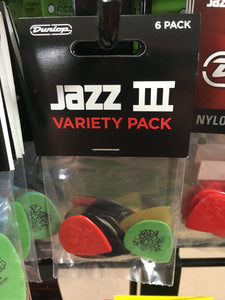 Dunlop
6 PACK
JAZZ III
VARIETY PACK
NYLO